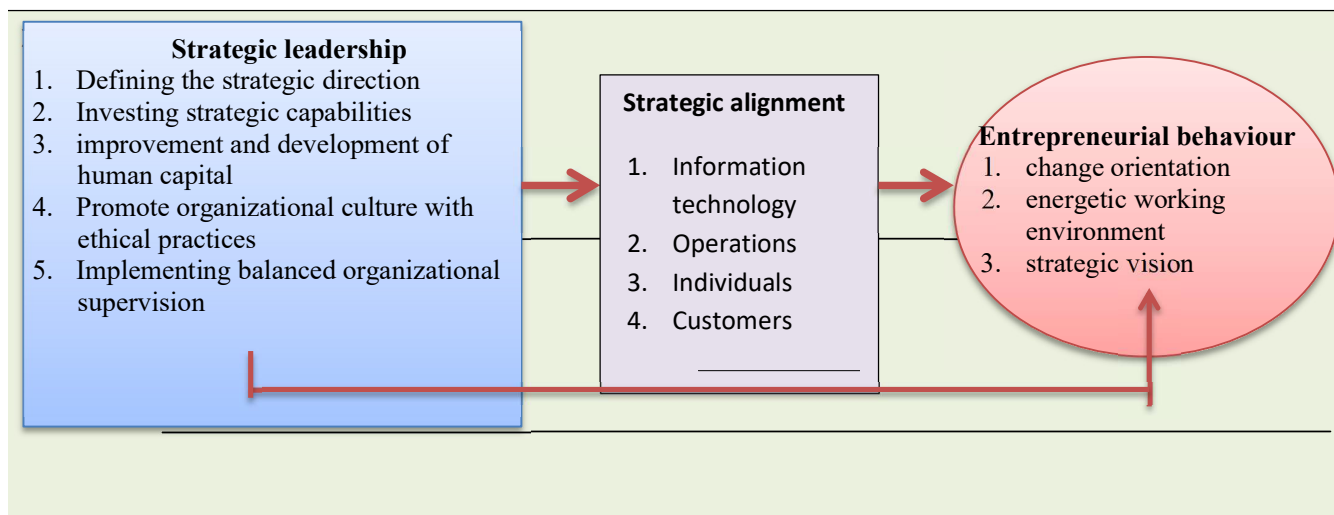 Strategic leadership
1. Defining the strategic direction
2. Investing strategic capabilities
3. improvement and development of
human capital
4. Promote organizational culture with
ethical practices
5. Implementing balanced organizational
supervision
Strategic alignment
1. Information
technology
2. Operations
3. Individuals
4. Customers
Entrepreneurial behaviour
1. change orientation
2. energetic working
environment
3. strategic vision